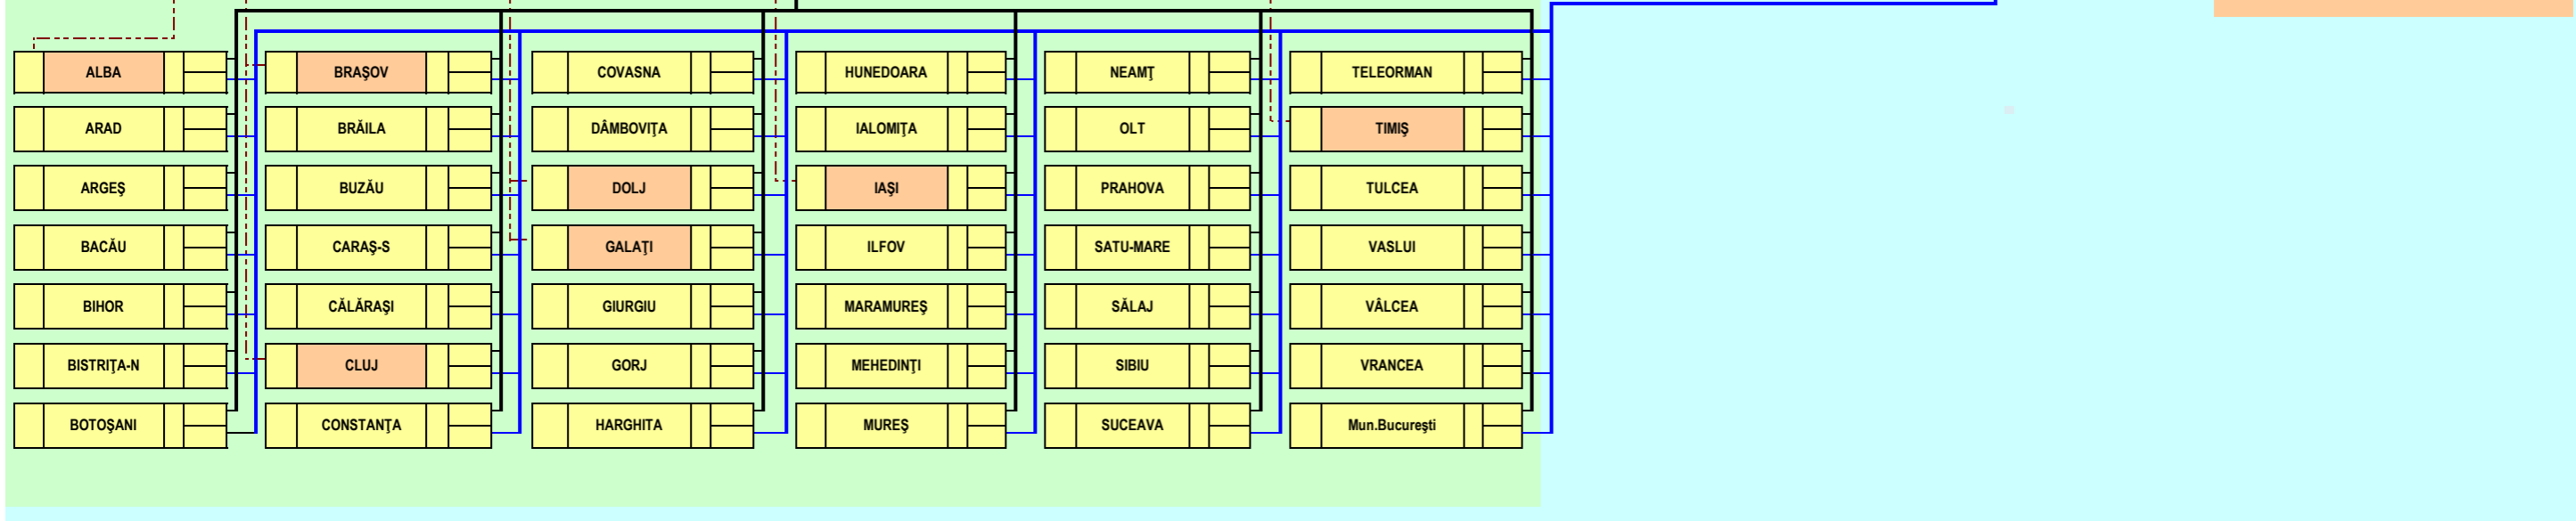 ALBA
ARAD
ARGEŞ
BACĂU
BIHOR
BISTRIŢA-N
BOTOŞANI
BRAŞOV
BRĂILA
BUZĂU
CARAŞ-S
CĂLĂRAŞI
CLUJ
CONSTANŢA
COVASNA
DÂMBOVIŢA
DOLJ
GALAŢI
GIURGIU
GORJ
HARGHITA
HUNEDOARA
IALOMIŢA
IAŞI
ILFOV
MARAMUREŞ
MEHEDINŢI
MUREŞ
NEAMŢ
OLT
PRAHOVA
SATU-MARE
SĂLAJ
SIBIU
SUCEAVA
TELEORMAN
TIMIŞ
TULCEA
VASLUI
VÂLCEA
VRANCEA
Mun.Bucureşti